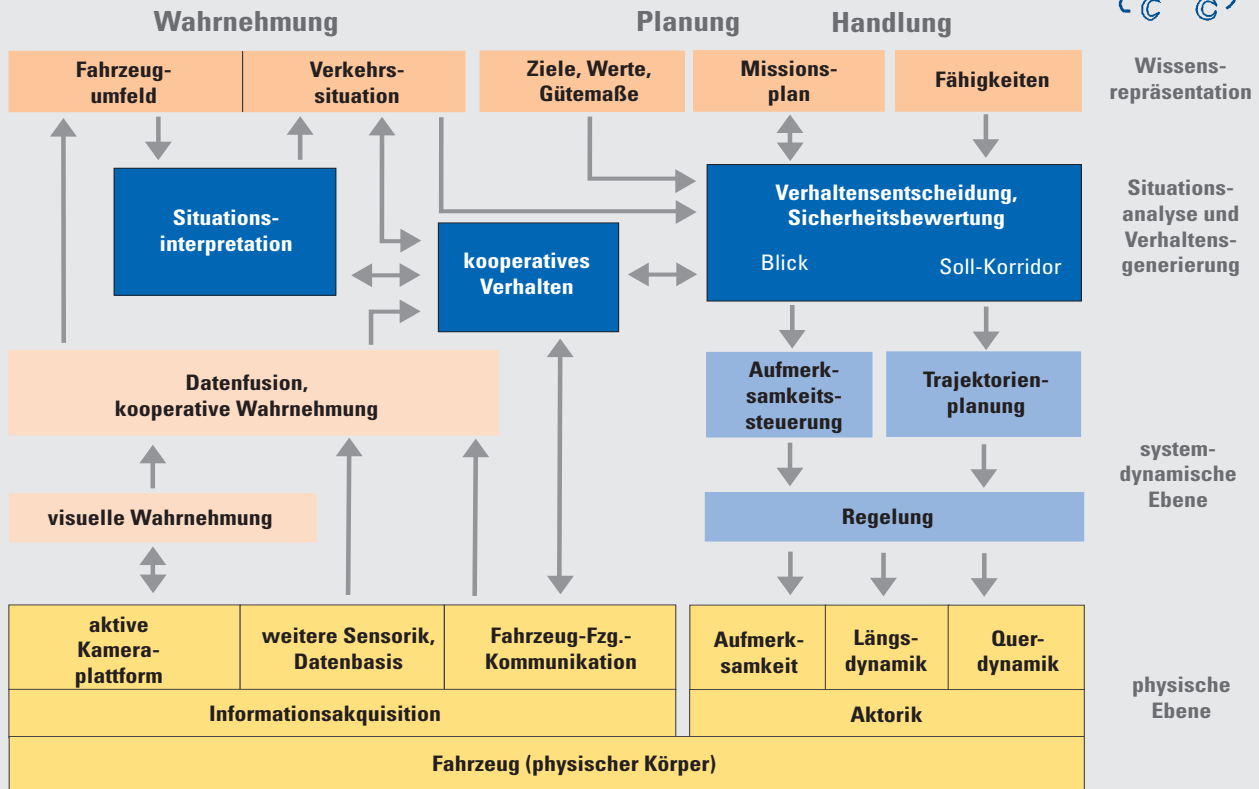 Wahrnehmung
Planung
Handlung
© ©
Fahrzeug-
umfeld
Verkehrs-
situation
Ziele, Werte,
Gütemaße
Missions-
plan
Fähigkeiten
Wissens-
repräsentation
Situations-
interpretation
kooperatives
Verhalten
Verhaltensentscheidung,
Sicherheitsbewertung
Blick
Soll-Korridor
Situations-
analyse und
Verhaltens-
generierung
Datenfusion,
kooperative Wahrnehmung
Aufmerk-
samkeits-
steuerung
Trajektorien-
planung
visuelle Wahrnehmung
Regelung
system-
dynamische
Ebene
aktive
Kamera-
plattform
weitere Sensorik,
Datenbasis
Fahrzeug-Fzg.-
Kommunikation
Aufmerk-
samkeit
Längs-
dynamik
Quer-
dynamik
Informationsakquisition
Aktorik
physische
Ebene
Fahrzeug (physischer Körper)